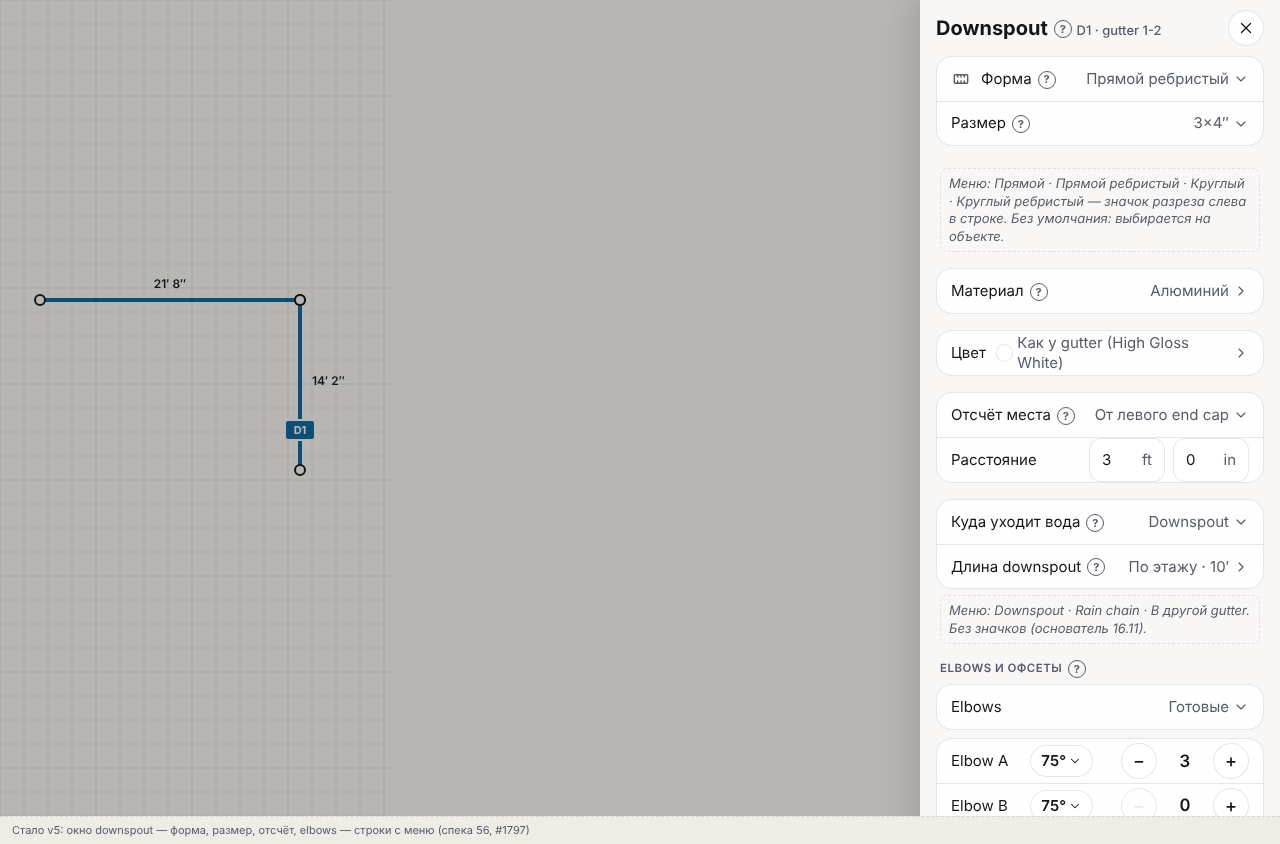 Downspout ? D1 · gutter 1-2
Форма ? Прямой ребристый
Размер ? 3×4″
Меню: Прямой · Прямой ребристый · Круглый
· Круглый ребристый — значок разреза слева
в строке. Без умолчания: выбирается на
объекте.
21′ 8″
Материал ? Алюминий
Цвет Как у gutter (High Gloss
White)
14′ 2″
Отсчёт места ? От левого end cap
D1
Расстояние 3 ft 0 in
Куда уходит вода ? Downspout
Длина downspout ? По этажу · 10′
Меню: Downspout · Rain chain · В другой gutter.
Без значков (основатель 16.11).
ELBOWS И ОФСЕТЫ ?
Elbows Готовые
Elbow A 75° − 3 +
Elbow B 75° − 0 +
Стало v5: окно downspout — форма, размер, отсчёт, elbows — строки с меню (спека 56, #1797)